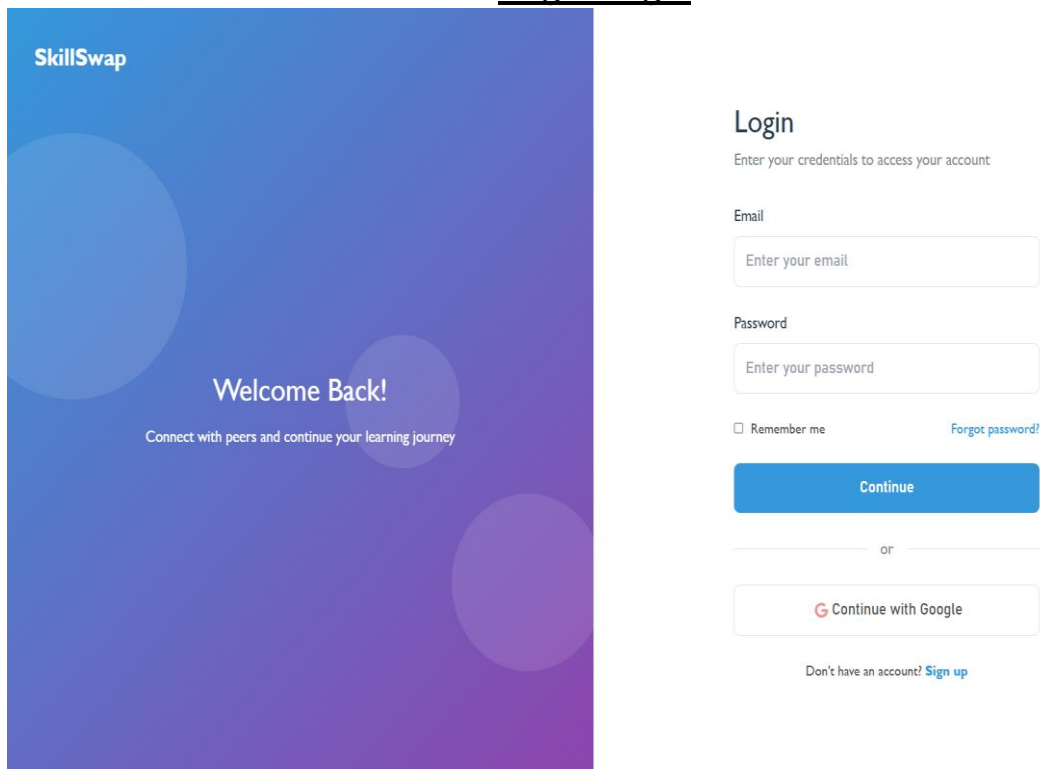 SkillSwap
Welcome Back!
Connect with peers and continue your learning journey
Login
Enter your credentials to access your account
Email
Enter your email
Password
Enter your password
Remember me Forgot password?
Continue
or
G Continue with Google
Don't have an account? Sign up